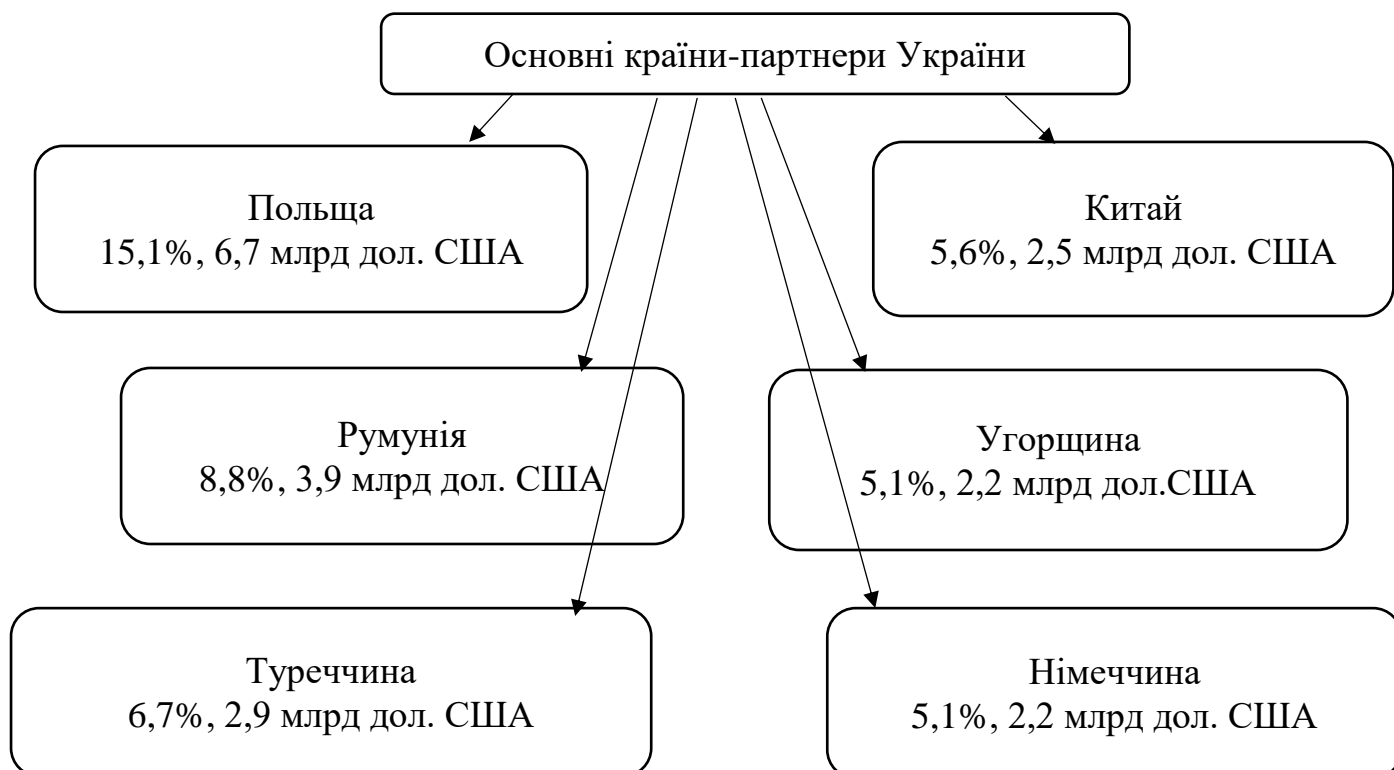 Основні країни-партнери України
Польща
15,1%, 6,7 млрд дол. США
Китай
5,6%, 2,5 млрд дол. США
Румунія
8,8%, 3,9 млрд дол. США
Угорщина
5,1%, 2,2 млрд дол.США
Туреччина
6,7%, 2,9 млрд дол. США
Німеччина
5,1%, 2,2 млрд дол. США